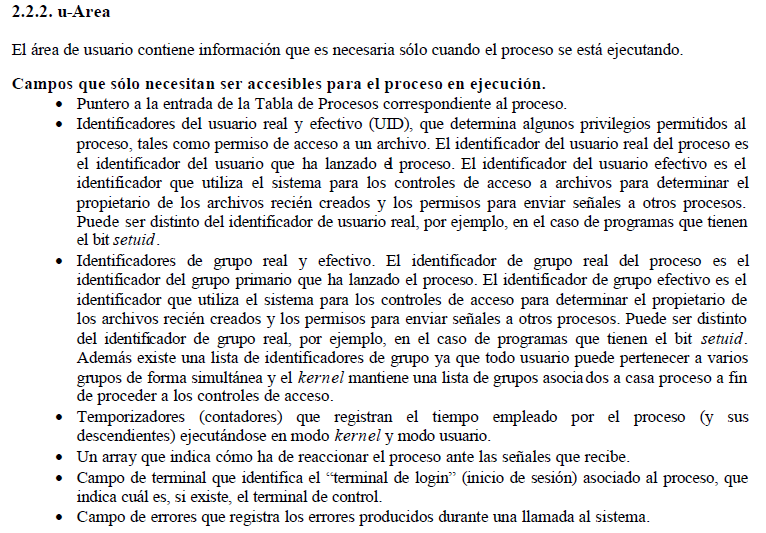 2.2.2. u-Area
El área de usuario contiene información que es necesaria sólo cuando el proceso se está ejecutando.
Campos que sólo necesitan ser accesibles para el proceso en ejecución.
• Puntero a la entrada de la Tabla de Procesos correspondiente al proceso.
• Identificadores del usuario real y efectivo (UID), que determina algunos privilegios permitidos al
proceso, tales como permiso de acceso a un archivo. El identificador del usuario real del proceso es
el identificador del usuario que ha lanzado el proceso. El identificador del usuario efectivo es el
identificador que utiliza el sistema para los controles de acceso a archivos para determinar el
propietario de los archivos recién creados y los permisos para enviar señales a otros procesos.
Puede ser distinto del identificador de usuario real, por ejemplo, en el caso de programas que tienen
el bit setuid.
• Identificadores de grupo real y efectivo. El identificador de grupo real del proceso es el
identificador del grupo primario que ha lanzado el proceso. El identificador de grupo efectivo es el
identificador que utiliza el sistema para los controles de acceso para determinar el propietario de
los archivos recién creados y los permisos para enviar señales a otros procesos. Puede ser distinto
del identificador de grupo real, por ejemplo, en el caso de programas que tienen el bit setuid.
Además existe una lista de identificadores de grupo ya que todo usuario puede pertenecer a varios
grupos de forma simultánea y el kernel mantiene una lista de grupos asociados a casa proceso a fin
de proceder a los controles de acceso.
• Temporizadores (contadores) que registran el tiempo empleado por el proceso (y sus
descendientes) ejecutándose en modo kernel y modo usuario.
• Un array que indica cómo ha de reaccionar el proceso ante las señales que recibe.
• Campo de terminal que identifica el “terminal de login” (inicio de sesión) asociado al proceso, que
indica cuál es, si existe, el terminal de control.
• Campo de errores que registra los errores producidos durante una llamada al sistema.